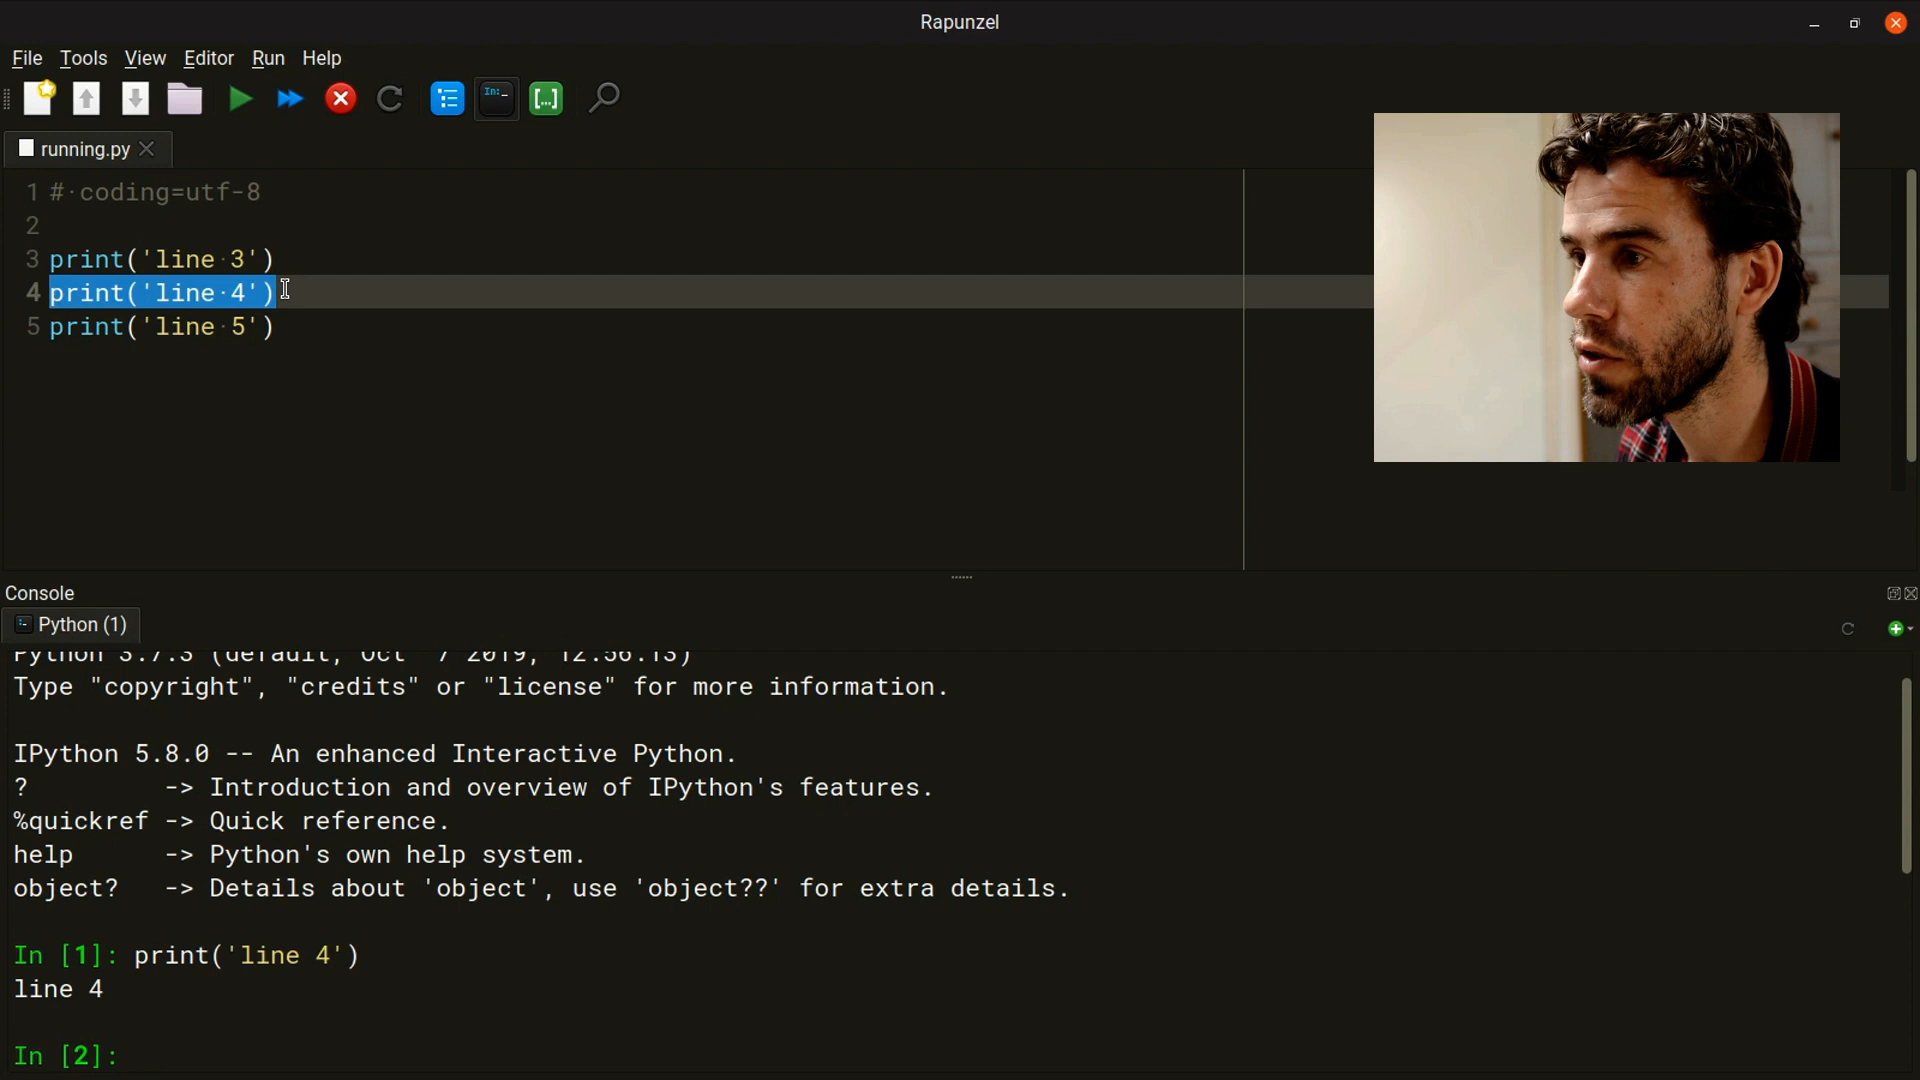 Rapunzel
File Tools View Editor Run Help
In:-
[...]
running.py
1 #·coding=utf-8
2
3 print('line·3')
4 print('line·4')
5 print('line·5')
Console
Python (1)
Python 3.7.3 (default, Oct  7 2019, 12:56:13)
Type "copyright", "credits" or "license" for more information.
IPython 5.8.0 -- An enhanced Interactive Python.
?         -> Introduction and overview of IPython's features.
%quickref -> Quick reference.
help      -> Python's own help system.
object?   -> Details about 'object', use 'object??' for extra details.
In [1]: print('line 4')
line 4
In [2]: